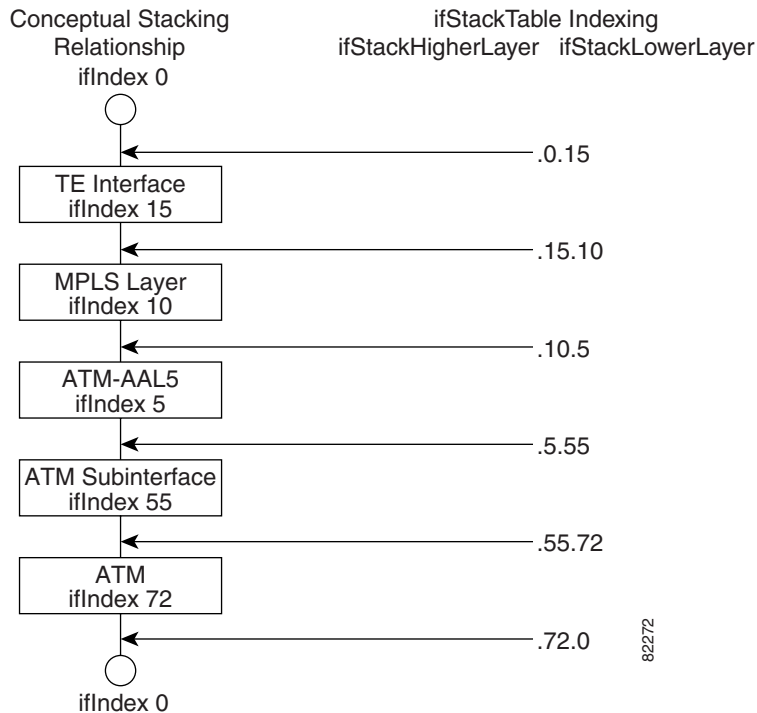 Conceptual Stacking
Relationship
ifIndex 0
ifStackTable Indexing
ifStackHigherLayer ifStackLowerLayer
.0.15
TE Interface
ifIndex 15
.15.10
MPLS Layer
ifIndex 10
.10.5
ATM-AAL5
ifIndex 5
.5.55
ATM Subinterface
ifIndex 55
.55.72
ATM
ifIndex 72
.72.0
82272
ifIndex 0